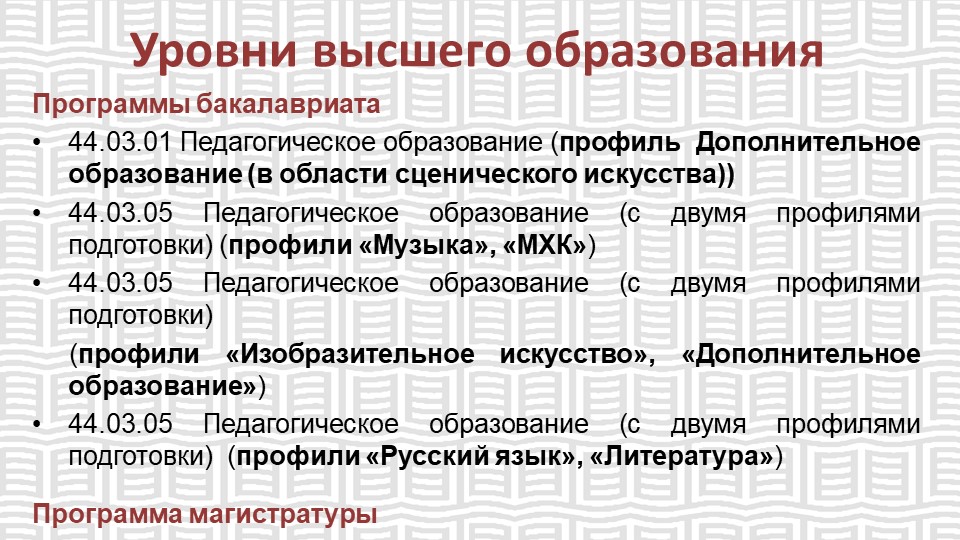 Уровни высшего образования
Программы бакалавриата
• 44.03.01 Педагогическое образование (профиль Дополнительное
образование (в области сценического искусства))
• 44.03.05 Педагогическое образование (с двумя профилями
подготовки) (профили «Музыка», «МХК»)
• 44.03.05 Педагогическое образование (с двумя профилями
подготовки)
(профили «Изобразительное искусство», «Дополнительное
образование»)
• 44.03.05 Педагогическое образование (с двумя профилями
подготовки) (профили «Русский язык», «Литература»)
Программа магистратуры